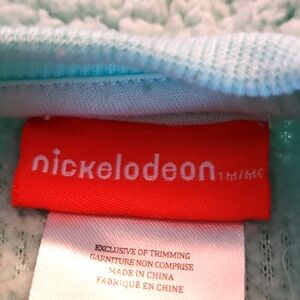 nickelodeon TM/MC
EXCLUSIVE OF TRIMMING
GARNITURE NON COMPRISE
MADE IN CHINA
FABRIQUÉ EN CHINE